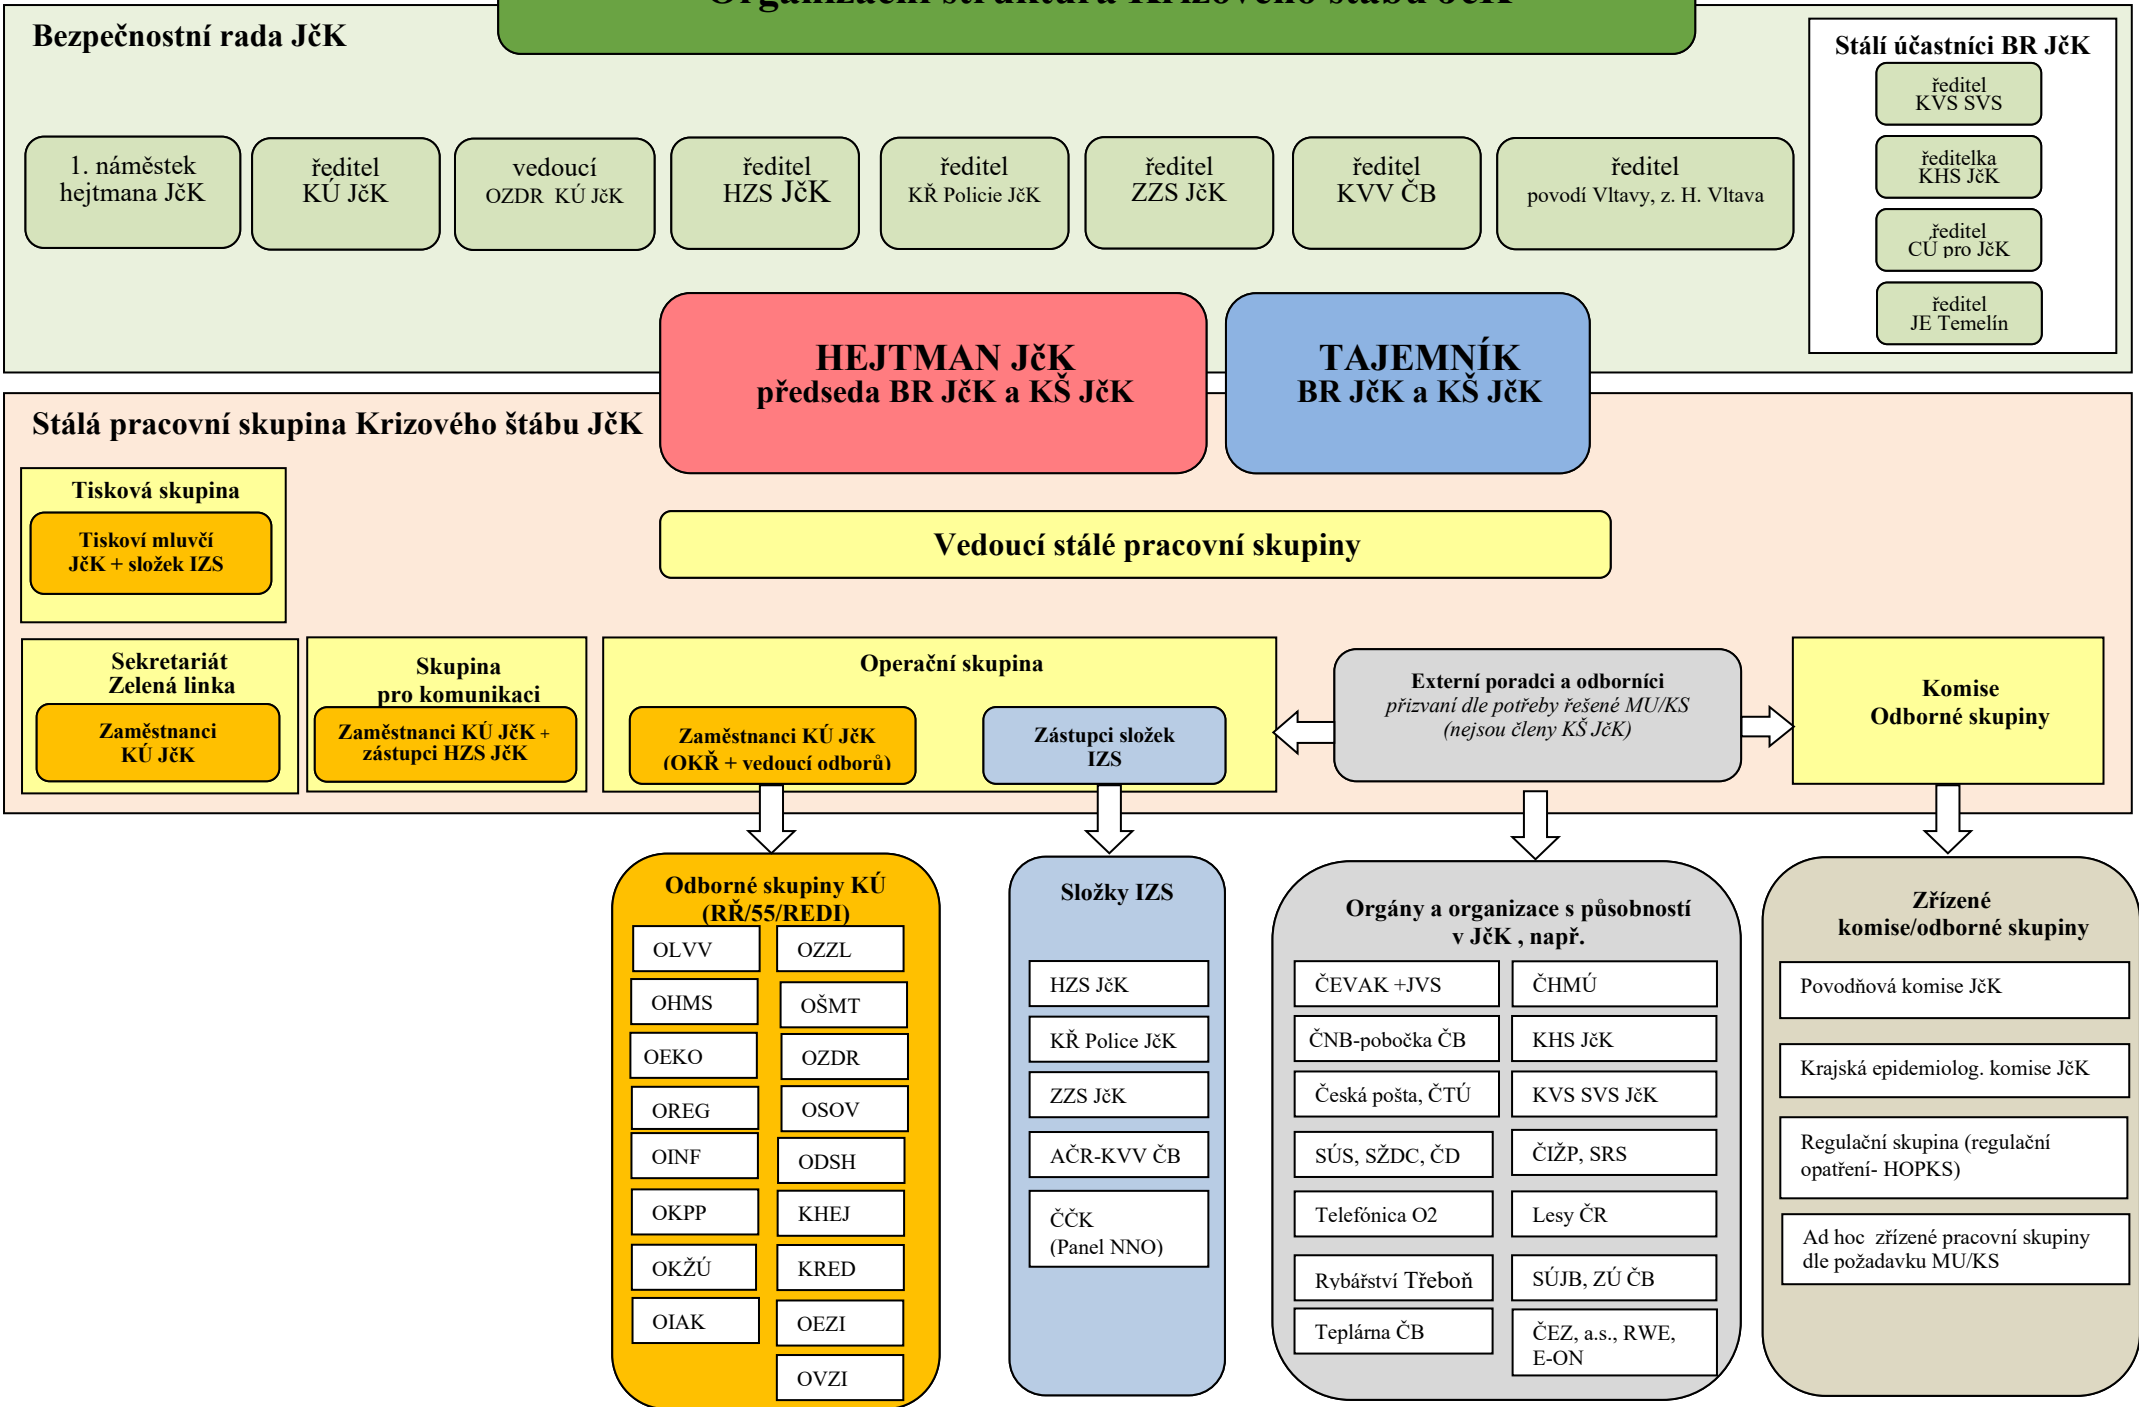 Organizační struktura Krizového štábu JčK
Bezpečnostní rada JčK
Stálí účastníci BR JčK
ředitel
KVS SVS
ředitelka
KHS JčK
ředitel
CÚ pro JčK
ředitel
JE Temelín
1. náměstek
hejtmana JčK
ředitel
KÚ JčK
vedoucí
OZDR KÚ JčK
ředitel
HZS JčK
ředitel
KŘ Policie JčK
ředitel
ZZS JčK
ředitel
KVV ČB
ředitel
povodí Vltavy, z. H. Vltava
HEJTMAN JčK
předseda BR JčK a KŠ JčK
TAJEMNÍK
BR JčK a KŠ JčK
Stálá pracovní skupina Krizového štábu JčK
Tisková skupina
Tiskoví mluvčí
JčK + složek IZS
Vedoucí stálé pracovní skupiny
Sekretariát
Zelená linka
Zaměstnanci
KÚ JčK
Skupina
pro komunikaci
Zaměstnanci KÚ JčK +
zástupci HZS JčK
Operační skupina
Zaměstnanci KÚ JčK
(OKŘ + vedoucí odborů)
Zástupci složek
IZS
Externí poradci a odborníci
přizvaní dle potřeby řešené MU/KS
(nejsou členy KŠ JčK)
Komise
Odborné skupiny
Odborné skupiny KÚ
(RŘ/55/REDI)
OLVV
OHMS
OEKO
OREG
OINF
OKPP
OKŽÚ
OIAK
OZZL
OŠMT
OZDR
OSOV
ODSH
KHEJ
KRED
OEZI
OVZI
Složky IZS
HZS JčK
KŘ Police JčK
ZZS JčK
AČR-KVV ČB
ČČK
(Panel NNO)
Orgány a organizace s působností
v JčK , např.
ČEVAK +JVS
ČNB-pobočka ČB
Česká pošta, ČTÚ
SÚS, SŽDC, ČD
Telefónica O2
Rybářství Třeboň
Teplárna ČB
ČHMÚ
KHS JčK
KVS SVS JčK
ČIŽP, SRS
Lesy ČR
SÚJB, ZÚ ČB
ČEZ, a.s., RWE,
E-ON
Zřízené
komise/odborné skupiny
Povodňová komise JčK
Krajská epidemiolog. komise JčK
Regulační skupina (regulační
opatření- HOPKS)
Ad hoc zřízené pracovní skupiny
dle požadavku MU/KS